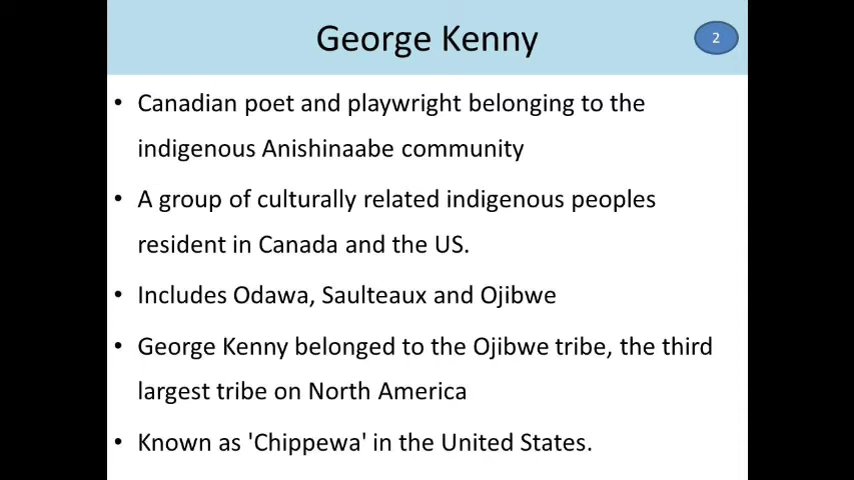 George Kenny
2
• Canadian poet and playwright belonging to the
indigenous Anishinaabe community
• A group of culturally related indigenous peoples
resident in Canada and the US.
• Includes Odawa, Saulteaux and Ojibwe
• George Kenny belonged to the Ojibwe tribe, the third
largest tribe on North America
• Known as 'Chippewa' in the United States.